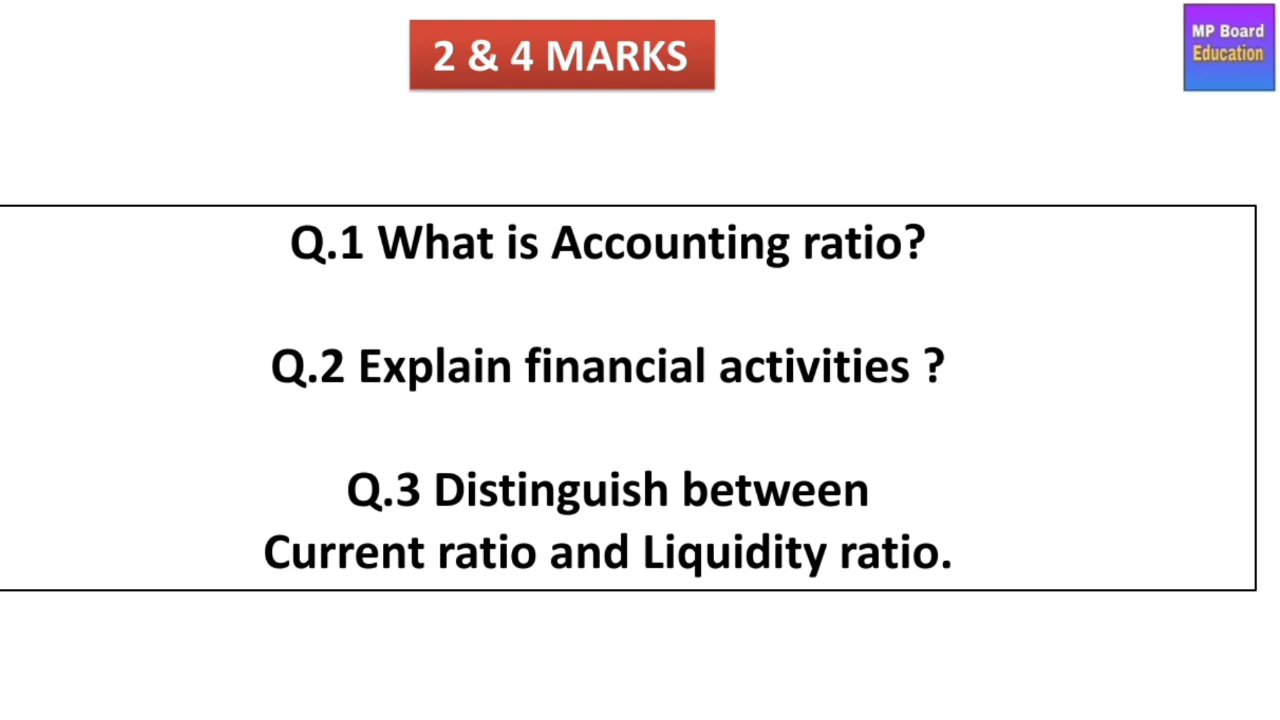 2 & 4 MARKS
MP Board
Education
Q.1 What is Accounting ratio?
Q.2 Explain financial activities ?
Q.3 Distinguish between
Current ratio and Liquidity ratio.